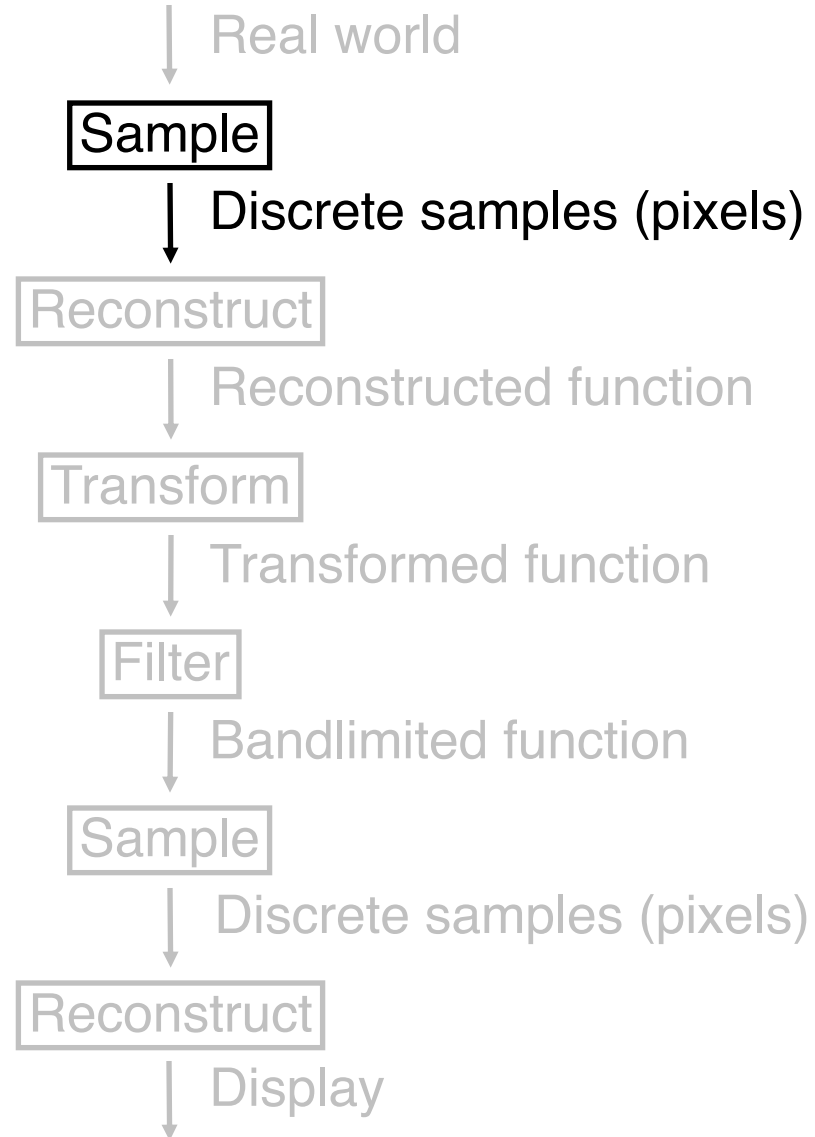 Real world
Sample
Discrete samples (pixels)
Reconstruct
Reconstructed function
Transform
Transformed function
Filter
Bandlimited function
Sample
Discrete samples (pixels)
Reconstruct
Display